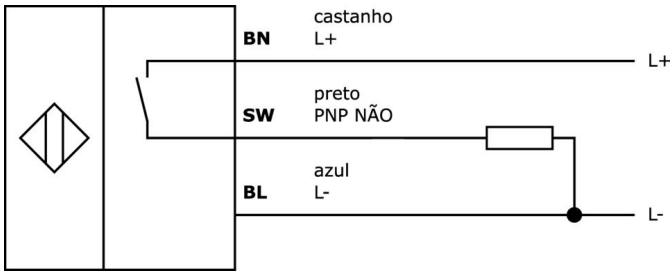 castanho
BN L+
L+
preto
SW PNP NÃO
azul
BL L-
L-